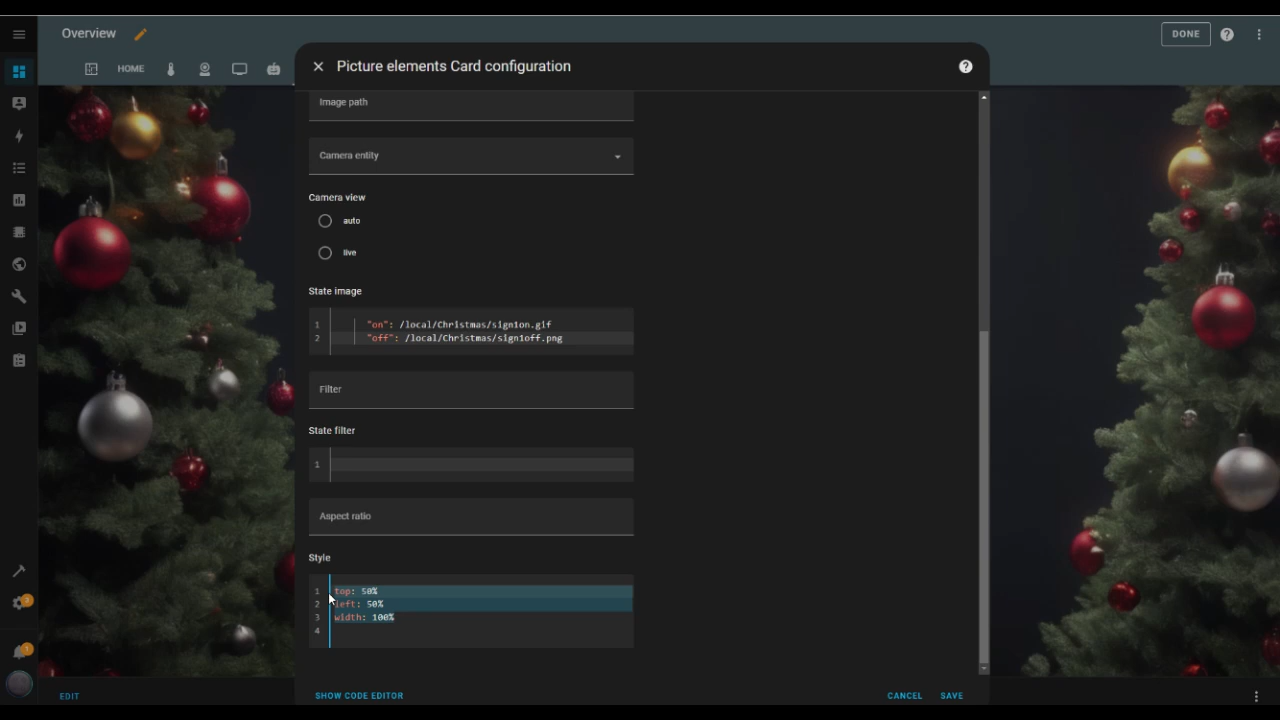 Overview
DONE
HOME
Picture elements Card configuration
Image path
Camera entity
Camera view
auto
live
State image
1 "on": /local/Christmas/sign1on.gif
2 "off": /local/Christmas/sign1off.png
Filter
State filter
1
Aspect ratio
Style
1 top: 50%
2 left: 50%
3 width: 100%
4
EDIT
SHOW CODE EDITOR
CANCEL
SAVE